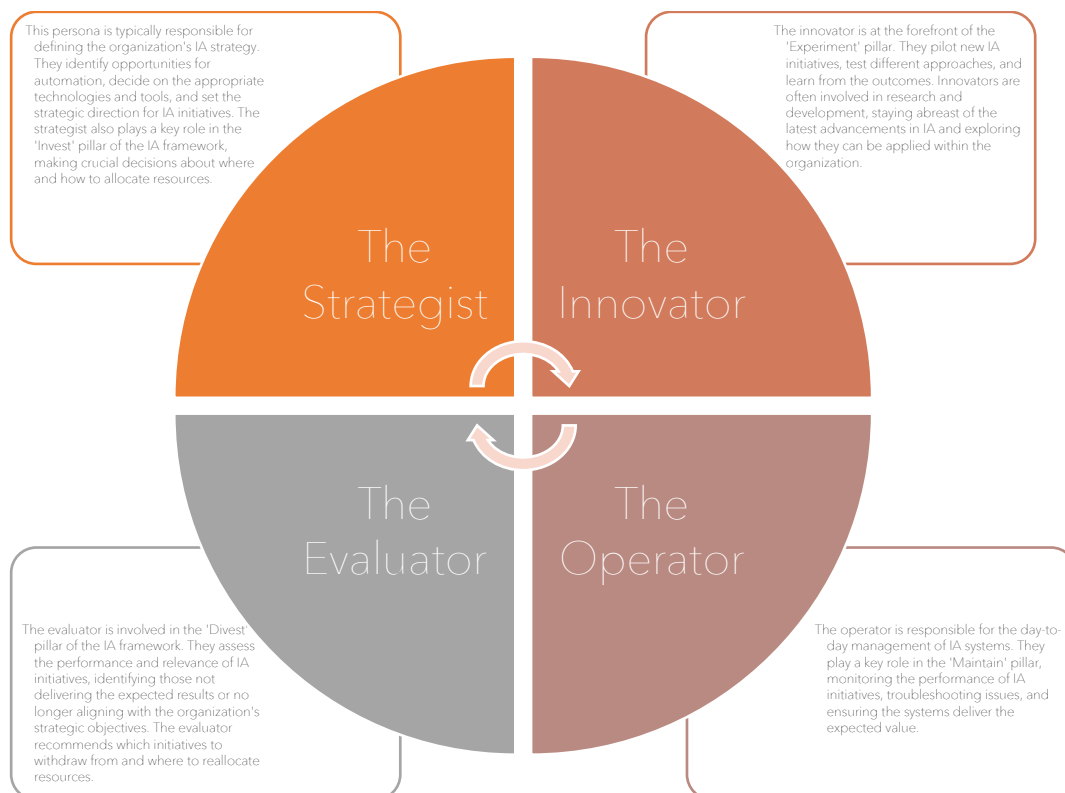 This persona is typically responsible for
defining the organization's IA strategy.
They identify opportunities for
automation, decide on the appropriate
technologies and tools, and set the
strategic direction for IA initiatives. The
strategist also plays a key role in the
'Invest' pillar of the IA framework,
making crucial decisions about where
and how to allocate resources.
The innovator is at the forefront of the
'Experiment' pillar. They pilot new IA
initiatives, test different approaches, and
learn from the outcomes. Innovators are
often involved in research and
development, staying abreast of the
latest advancements in IA and exploring
how they can be applied within the
organization.
The
Strategist
The
Innovator
The
Evaluator
The
Operator
The evaluator is involved in the 'Divest'
pillar of the IA framework. They assess
the performance and relevance of IA
initiatives, identifying those not
delivering the expected results or no
longer aligning with the organization's
strategic objectives. The evaluator
recommends which initiatives to
withdraw from and where to reallocate
resources.
The operator is responsible for the day-to-
day management of IA systems. They
play a key role in the 'Maintain' pillar,
monitoring the performance of IA
initiatives, troubleshooting issues, and
ensuring the systems deliver the
expected value.